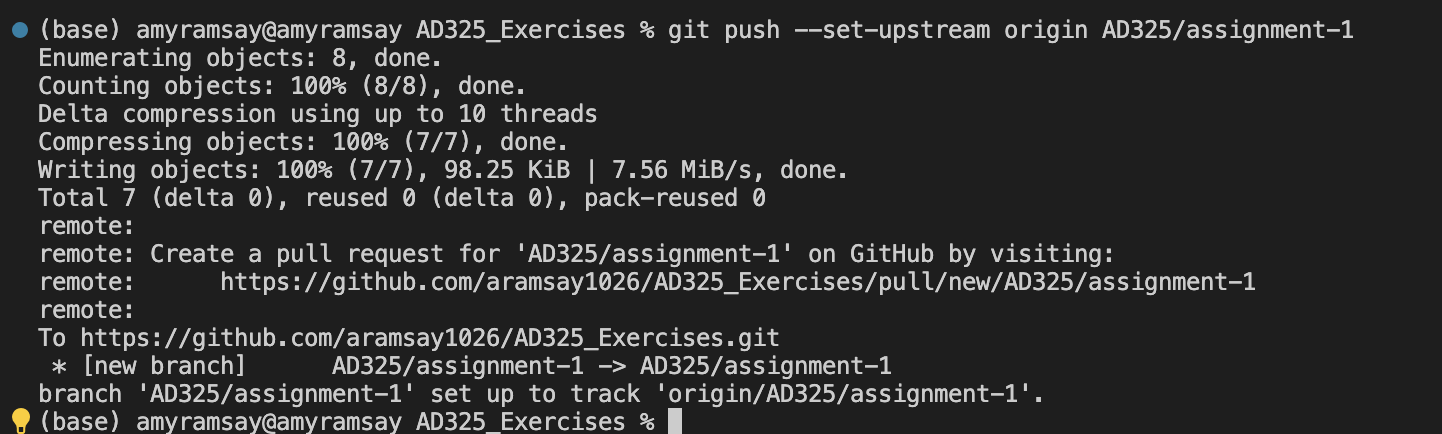 (base) amyramsay@amyramsay AD325_Exercises % git push --set-upstream origin AD325/assignment-1
Enumerating objects: 8, done.
Counting objects: 100% (8/8), done.
Delta compression using up to 10 threads
Compressing objects: 100% (7/7), done.
Writing objects: 100% (7/7), 98.25 KiB | 7.56 MiB/s, done.
Total 7 (delta 0), reused 0 (delta 0), pack-reused 0
remote:
remote: Create a pull request for 'AD325/assignment-1' on GitHub by visiting:
remote:      https://github.com/aramsay1026/AD325_Exercises/pull/new/AD325/assignment-1
remote:
To https://github.com/aramsay1026/AD325_Exercises.git
 * [new branch]      AD325/assignment-1 -> AD325/assignment-1
branch 'AD325/assignment-1' set up to track 'origin/AD325/assignment-1'.
(base) amyramsay@amyramsay AD325_Exercises %